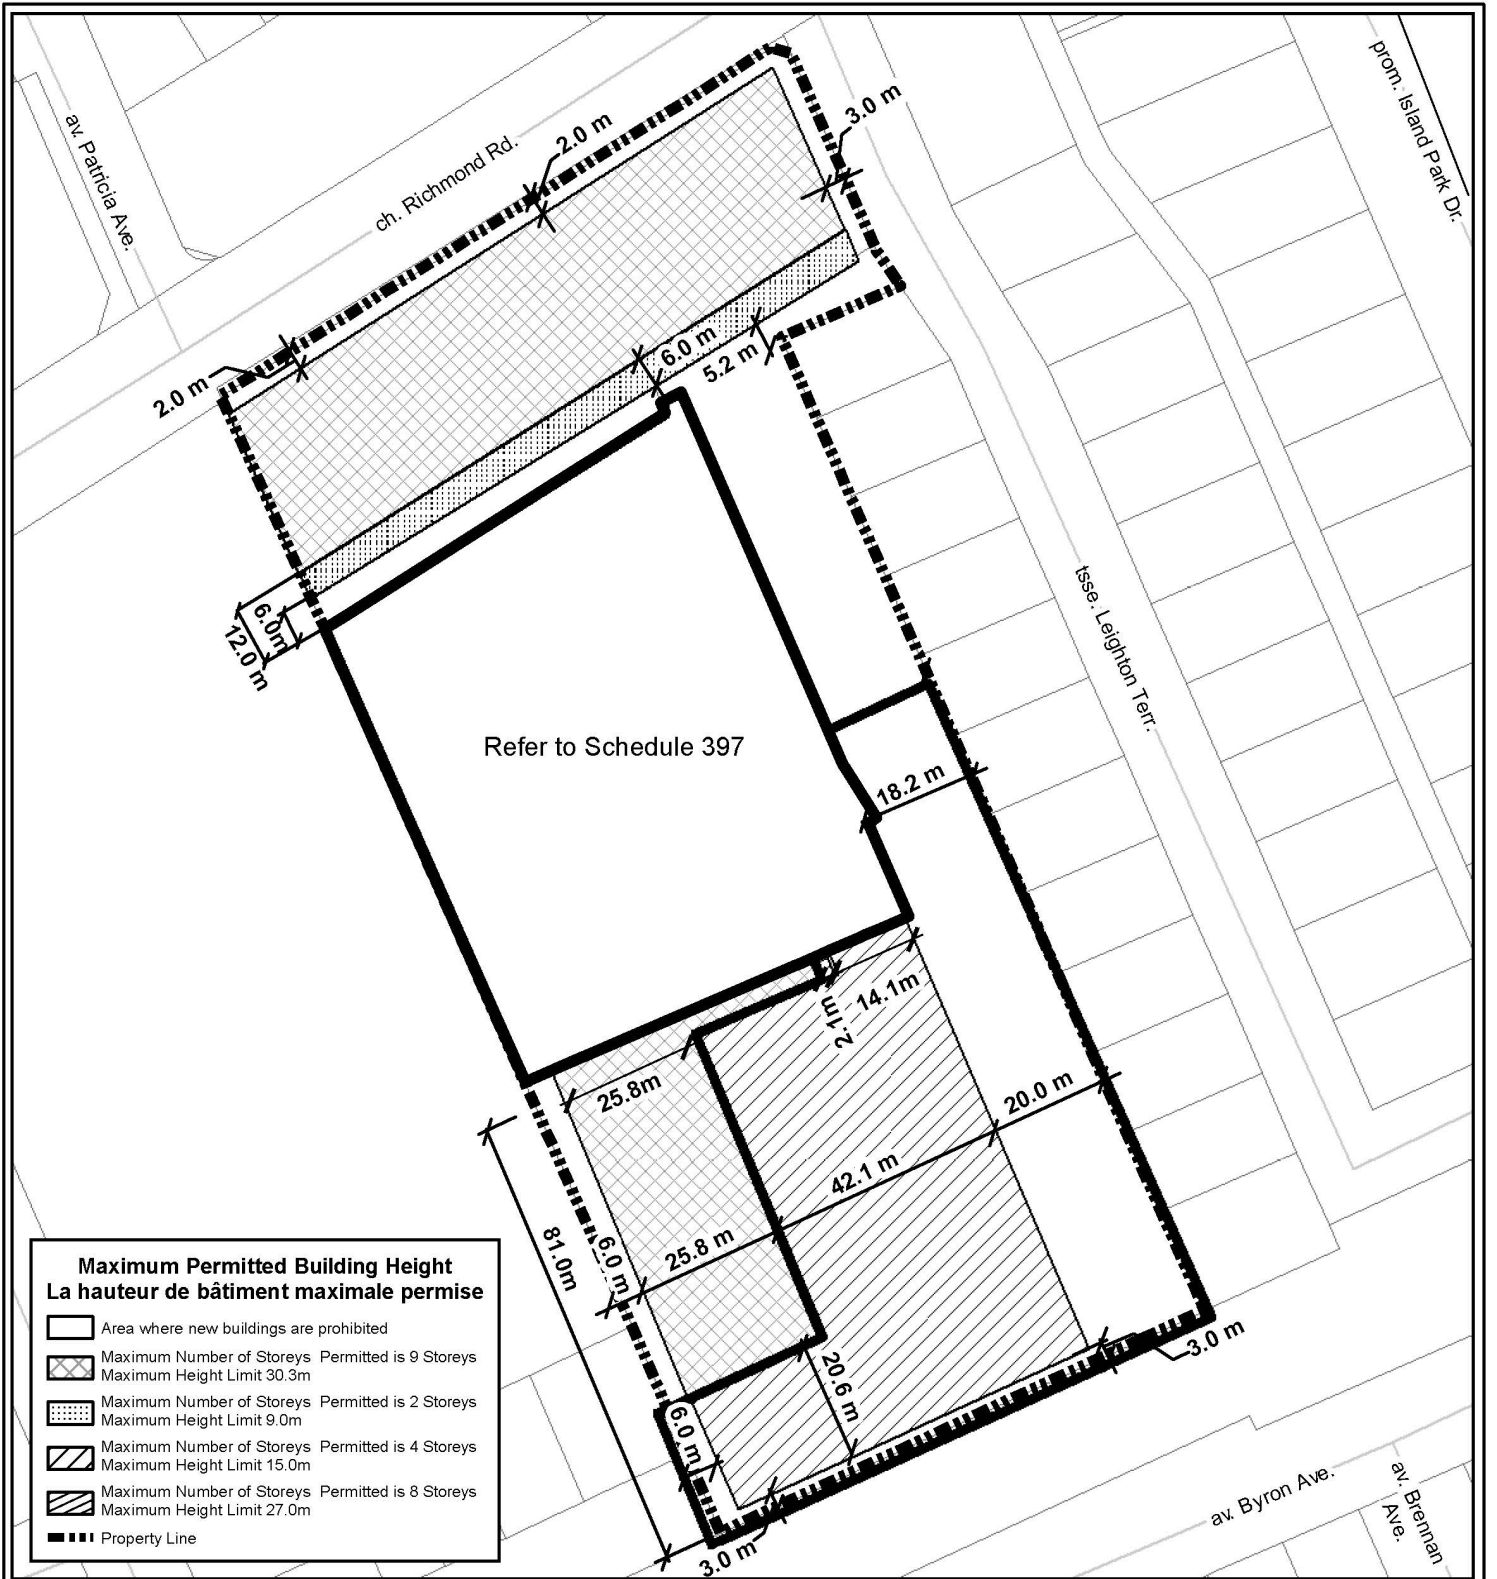 prom. Island Park Dr.
av. Patricia Ave.
ch. Richmond Rd.
2.0 m
3.0 m
2.0 m
6.0 m
5.2 m
6.0m
12.0 m
tsse. Leighton Terr.
Refer to Schedule 397
18.2 m
14.1m
2.1m
25.8m
20.0 m
42.1 m
25.8 m
6.0 m
81.0m
20.6 m
6.0 m
3.0 m
3.0 m
av. Byron Ave.
av. Brennan
Ave.
Maximum Permitted Building Height
La hauteur de bâtiment maximale permise
Area where new buildings are prohibited
Maximum Number of Storeys Permitted is 9 Storeys
Maximum Height Limit 30.3m
Maximum Number of Storeys Permitted is 2 Storeys
Maximum Height Limit 9.0m
Maximum Number of Storeys Permitted is 4 Storeys
Maximum Height Limit 15.0m
Maximum Number of Storeys Permitted is 8 Storeys
Maximum Height Limit 27.0m
Property Line